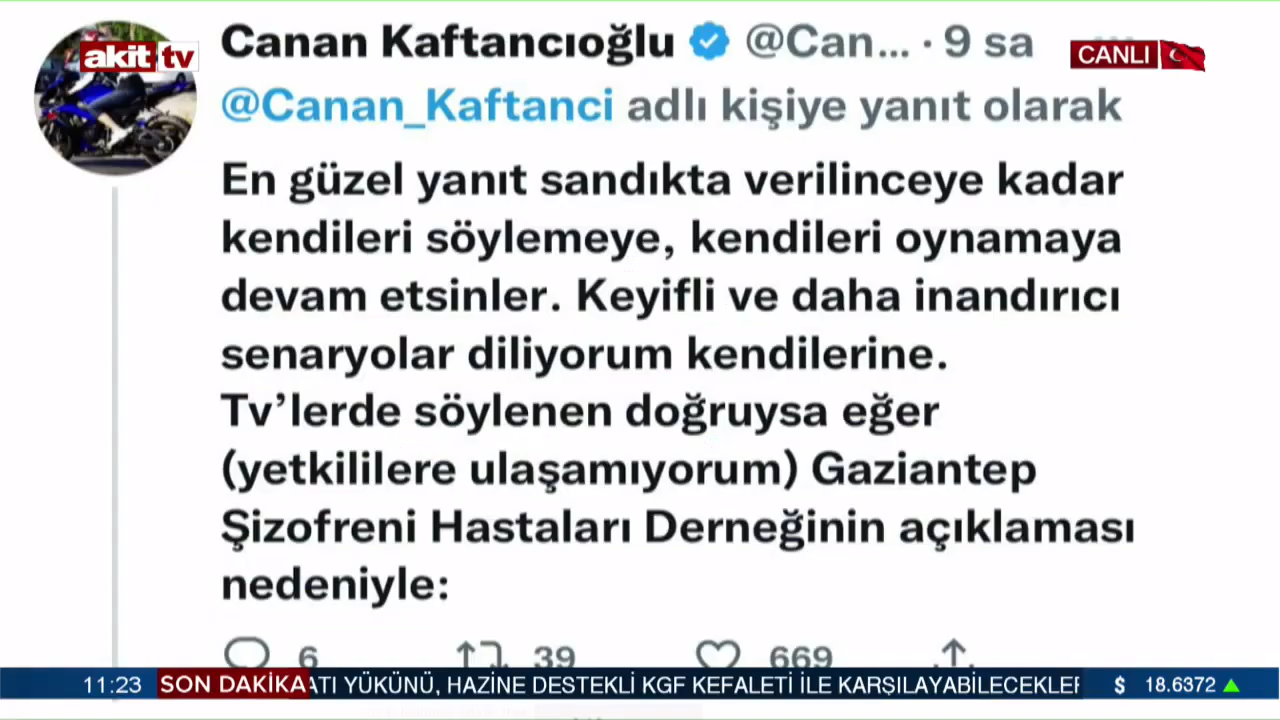 akit tv
Canan Kaftancıoğlu @Can... · 9 sa
CANLI
@Canan_Kaftanci adlı kişiye yanıt olarak
En güzel yanıt sandıkta verilinceye kadar
kendileri söylemeye, kendileri oynamaya
devam etsinler. Keyifli ve daha inandırıcı
senaryolar diliyorum kendilerine.
Tv’lerde söylenen doğruysa eğer
(yetkililere ulaşamıyorum) Gaziantep
Şizofreni Hastaları Derneğinin açıklaması
nedeniyle:
6 39 669
11:23 SON DAKİKA ATI YÜKÜNÜ, HAZİNE DESTEKLİ KGF KEFALETİ İLE KARŞILAYABİLECEKLER $ 18.6372